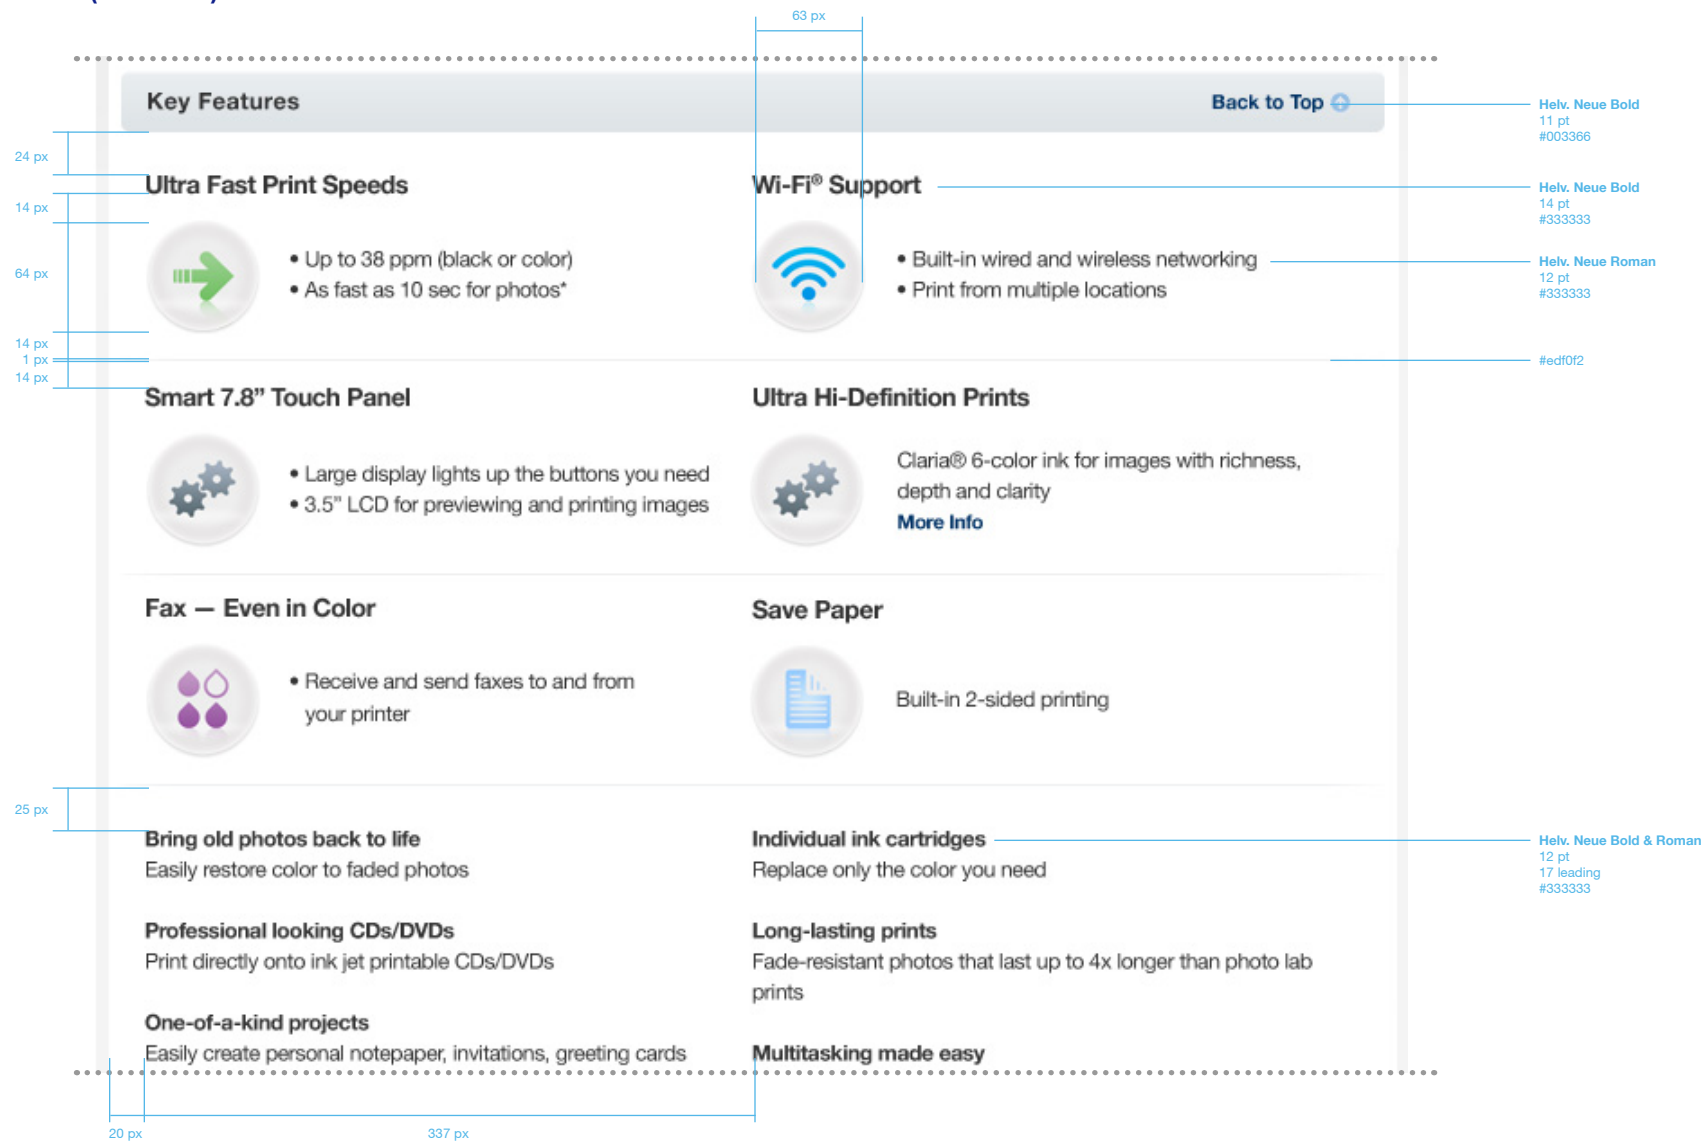 63 px
Key Features
Back to Top
Helv. Neue Bold
11 pt
#003366
24 px
Ultra Fast Print Speeds
Wi-Fi® Support
Helv. Neue Bold
14 pt
#333333
14 px
64 px
• Up to 38 ppm (black or color)
• As fast as 10 sec for photos*
• Built-in wired and wireless networking
• Print from multiple locations
Helv. Neue Roman
12 pt
#333333
14 px
1 px
14 px
#edf0f2
Smart 7.8” Touch Panel
• Large display lights up the buttons you need
• 3.5” LCD for previewing and printing images
Ultra Hi-Definition Prints
Claria® 6-color ink for images with richness,
depth and clarity
More Info
Fax — Even in Color
• Receive and send faxes to and from
your printer
Save Paper
Built-in 2-sided printing
25 px
Bring old photos back to life
Easily restore color to faded photos
Individual ink cartridges
Replace only the color you need
Helv. Neue Bold & Roman
12 pt
17 leading
#333333
Professional looking CDs/DVDs
Print directly onto ink jet printable CDs/DVDs
Long-lasting prints
Fade-resistant photos that last up to 4x longer than photo lab
prints
One-of-a-kind projects
Easily create personal notepaper, invitations, greeting cards
Multitasking made easy
20 px
337 px